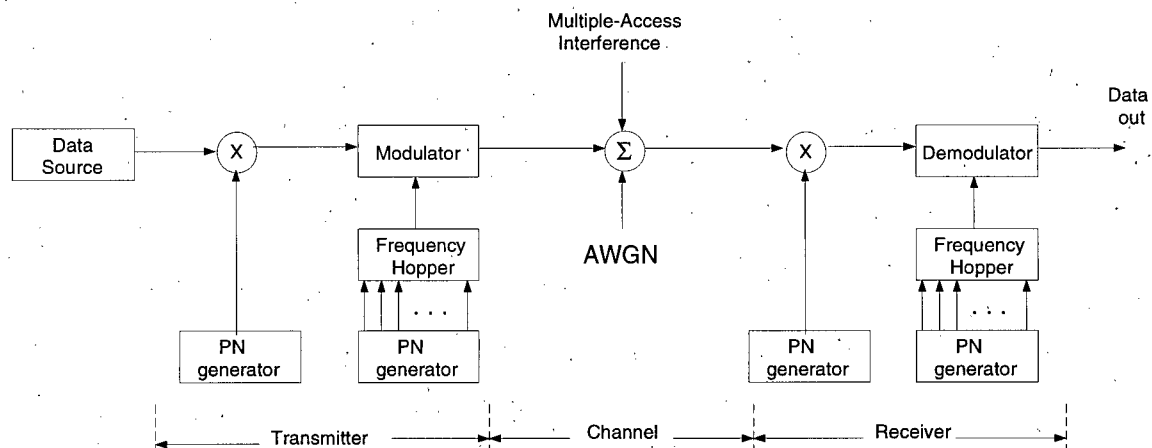 Multiple-Access
Interference
Data
out
Data
Source
X
Modulator
Σ
X
Demodulator
Frequency
Hopper
AWGN
Frequency
Hopper
. . .
. . .
PN
generator
PN
generator
PN
generator
PN
generator
Transmitter
Channel
Receiver